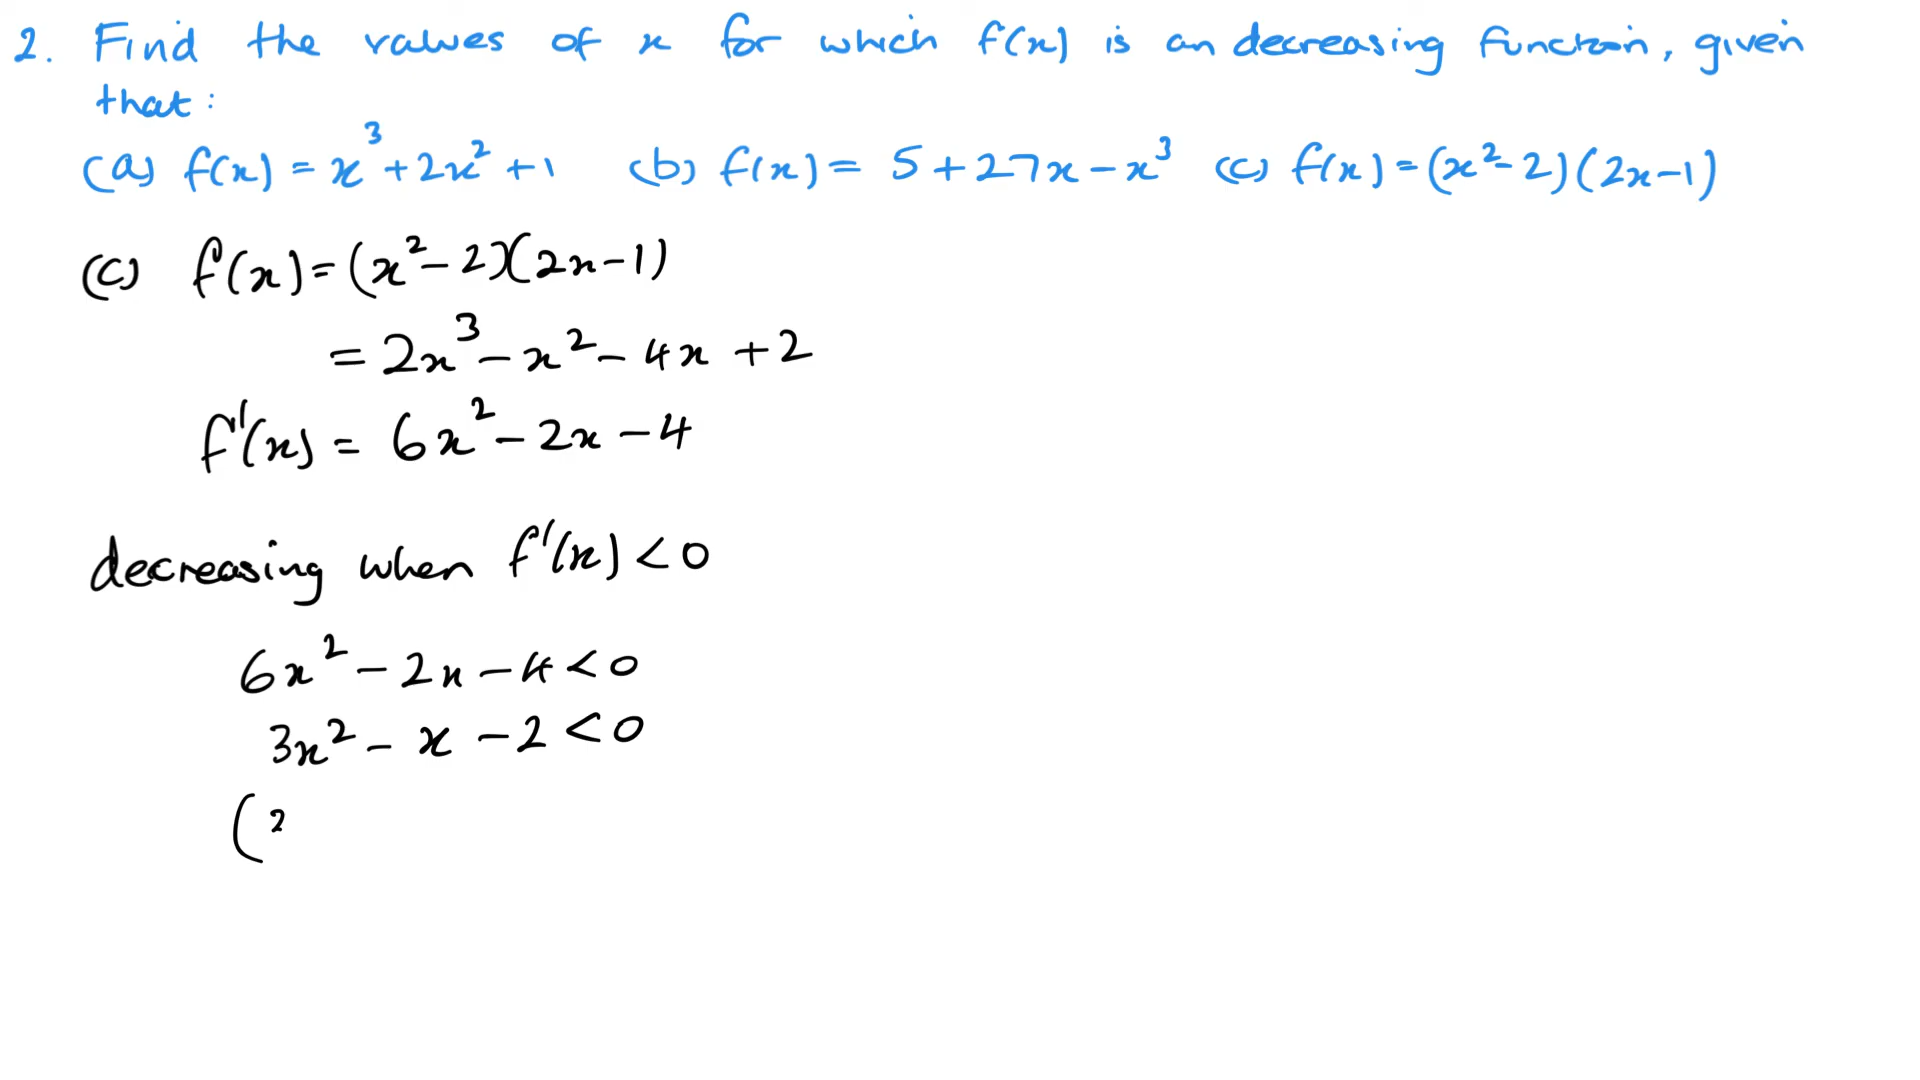 2. Find the values of x for which f(x) is an decreasing function, given
that:
(a) f(x) = x³ + 2x² + 1 (b) f(x) = 5 + 27x - x³ (c) f(x) = (x² - 2)(2x - 1)
(c) f(x) = (x² - 2)(2x - 1)
= 2x³ - x² - 4x + 2
f'(x) = 6x² - 2x - 4
decreasing when f'(x) < 0
6x² - 2x - 4 < 0
3x² - x - 2 < 0
(